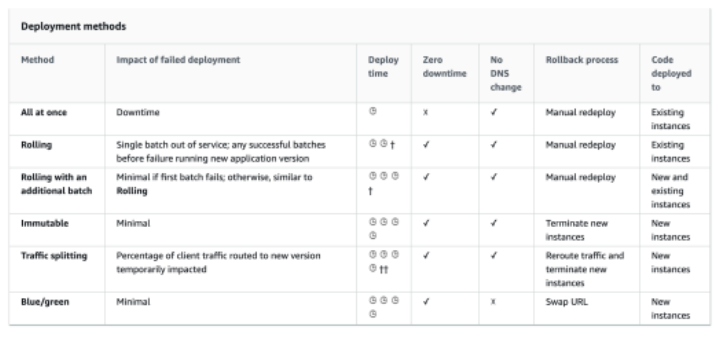 Deployment methods
Method
Impact of failed deployment
Deploy
time
Zero
downtime
No
DNS
change
Rollback process
Code
deployed
to
All at once
Downtime
◷
x
✓
✓
Manual redeploy
Existing
instances
Rolling
Single batch out of service; any successful batches
before failure running new application version
◷ ◷ †
✓
✓
Manual redeploy
Existing
instances
Rolling with an
additional batch
Minimal if first batch fails; otherwise, similar to
Rolling
◷ ◷ ◷
†
✓
✓
Manual redeploy
New and
existing
instances
Immutable
Minimal
◷ ◷ ◷
◷
✓
✓
Terminate new
instances
New
instances
Traffic splitting
Percentage of client traffic routed to new version
temporarily impacted
◷ ◷ ◷
◷ ††
✓
✓
Reroute traffic and
terminate new
instances
New
instances
Blue/green
Minimal
◷ ◷ ◷
◷
✓
x
Swap URL
New
instances